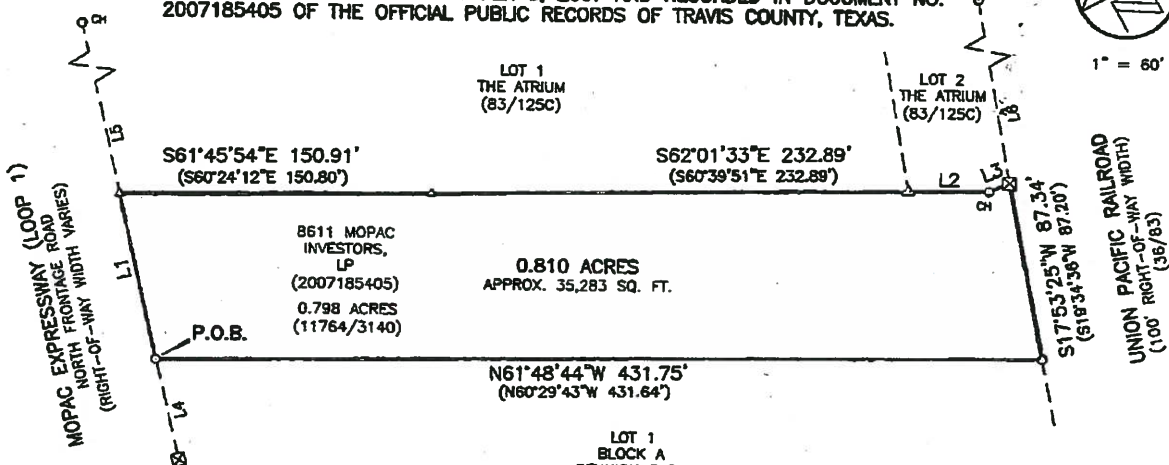 2007185405 OF THE OFFICIAL PUBLIC RECORDS OF TRAVIS COUNTY, TEXAS.
CH
1" = 60'
LOT 1
THE ATRIUM
(83/125C)
LOT 2
THE ATRIUM
(83/125C)
L5
L6
S61°45'54"E 150.91'
(S60°24'12"E 150.80')
S62°01'33"E 232.89'
(S60°39'51"E 232.89')
L2
L3
CH
MOPAC EXPRESSWAY (LOOP 1)
NORTH FRONTAGE ROAD
(RIGHT-OF-WAY WIDTH VARIES)
L1
8611 MOPAC
INVESTORS,
LP
(2007185405)
0.798 ACRES
(11764/3140)
0.810 ACRES
APPROX. 35,283 SQ. FT.
S17°53'25"W 87.34'
(S19°34'36"W 87.20')
UNION PACIFIC RAILROAD
(100' RIGHT-OF-WAY WIDTH)
(36/83)
P.O.B.
N61°48'44"W 431.75'
(N60°29'43"W 431.64')
L4
LOT 1
BLOCK A